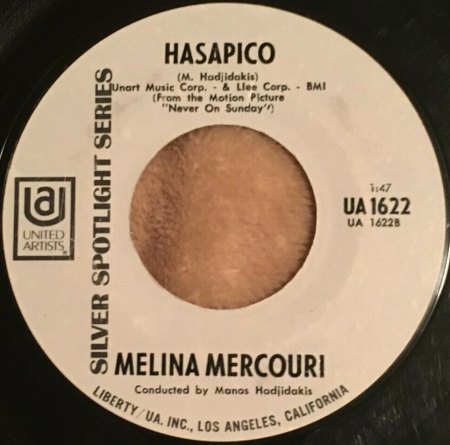 HASAPICO
(M. Hadjidakis)
Unart Music Corp. - & Llee Corp. - BMI
(From the Motion Picture
"Never On Sunday")
SILVER SPOTLIGHT SERIES
UA
UNITED
ARTISTS®
1:47
UA 1622
UA 1622B
MELINA MERCOURI
Conducted by Manos Hadjidakis
LIBERTY/UA. INC., LOS ANGELES, CALIFORNIA